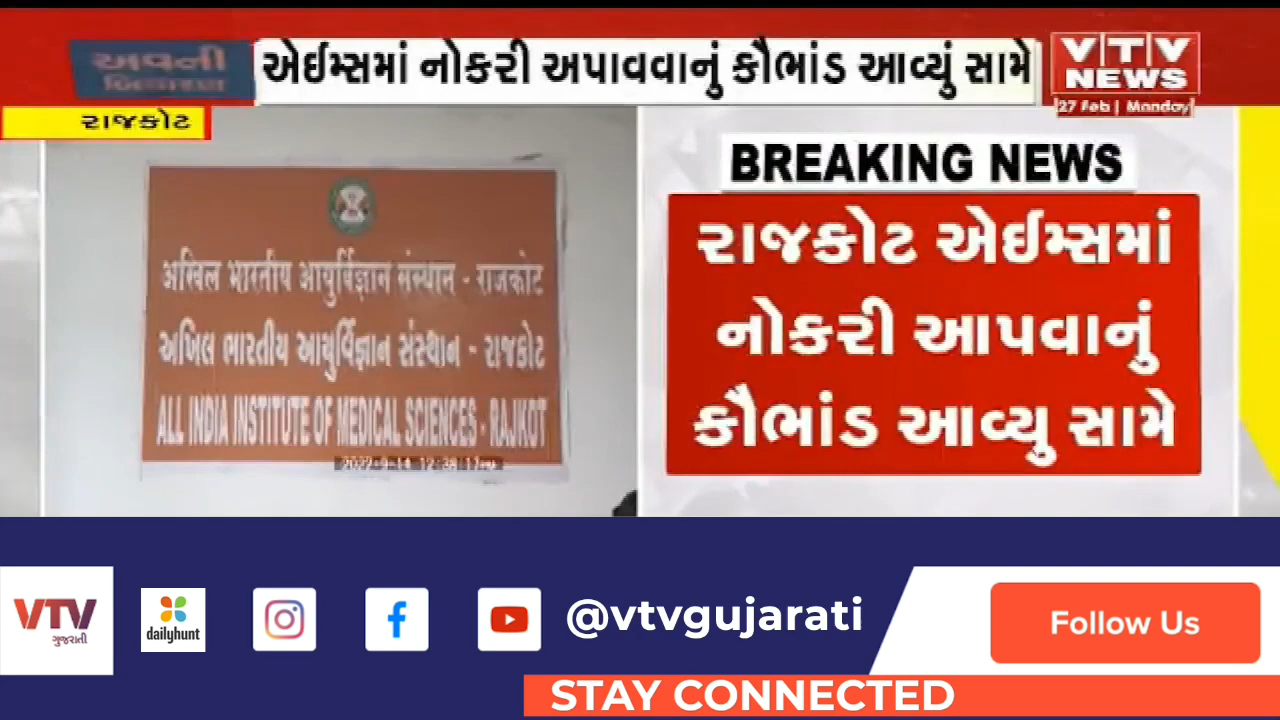 અવની
એઈમ્સમાં નોકરી અપાવવાનું કૌભાંડ આવ્યું સામે
VTV
NEWS
27 Feb | Monday
રાજકોટ
BREAKING NEWS
રાજકોટ એઈમ્સમાં
નોકરી આપવાનું
કૌભાંડ આવ્યુ સામે
अखिल भारतीय आयुर्विज्ञान संस्थान - राजकोट
અખિલ ભારતીય આયુર્વિજ્ઞાન સંસ્થાન - રાજકોટ
ALL INDIA INSTITUTE OF MEDICAL SCIENCES - RAJKOT
VTV
ગુજરાતી
dailyhunt
@vtvgujarati
Follow Us
STAY CONNECTED